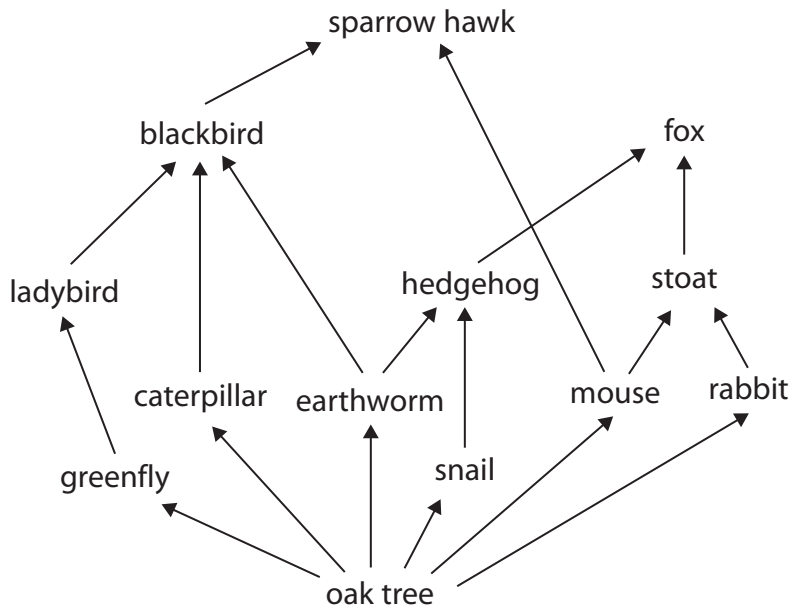 sparrow hawk
blackbird
fox
ladybird
hedgehog
stoat
caterpillar
earthworm
mouse
rabbit
greenfly
snail
oak tree